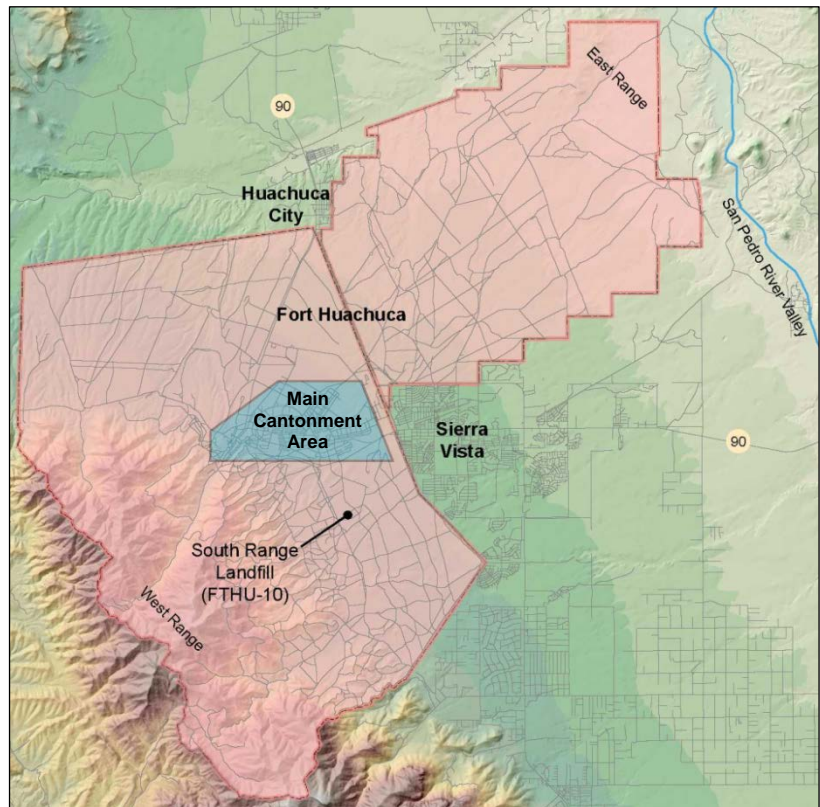 East Range
90
Huachuca
City
San Pedro River Valley
Fort Huachuca
Main
Cantonment
Area
Sierra
Vista
90
South Range
Landfill
(FTHU-10)
West Range